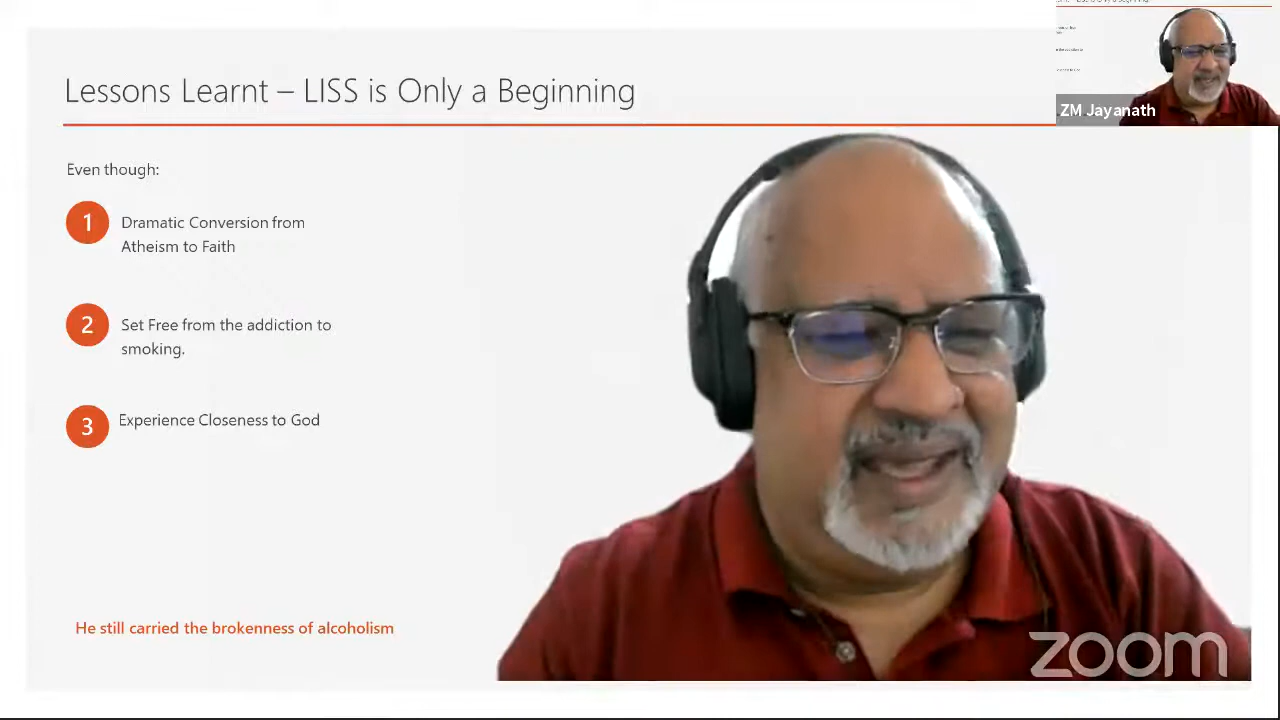 Lessons Learnt – LISS is Only a Beginning
ZM Jayanath
Even though:
1
Dramatic Conversion from
Atheism to Faith
2
Set Free from the addiction to
smoking.
3
Experience Closeness to God
He still carried the brokenness of alcoholism
zoom